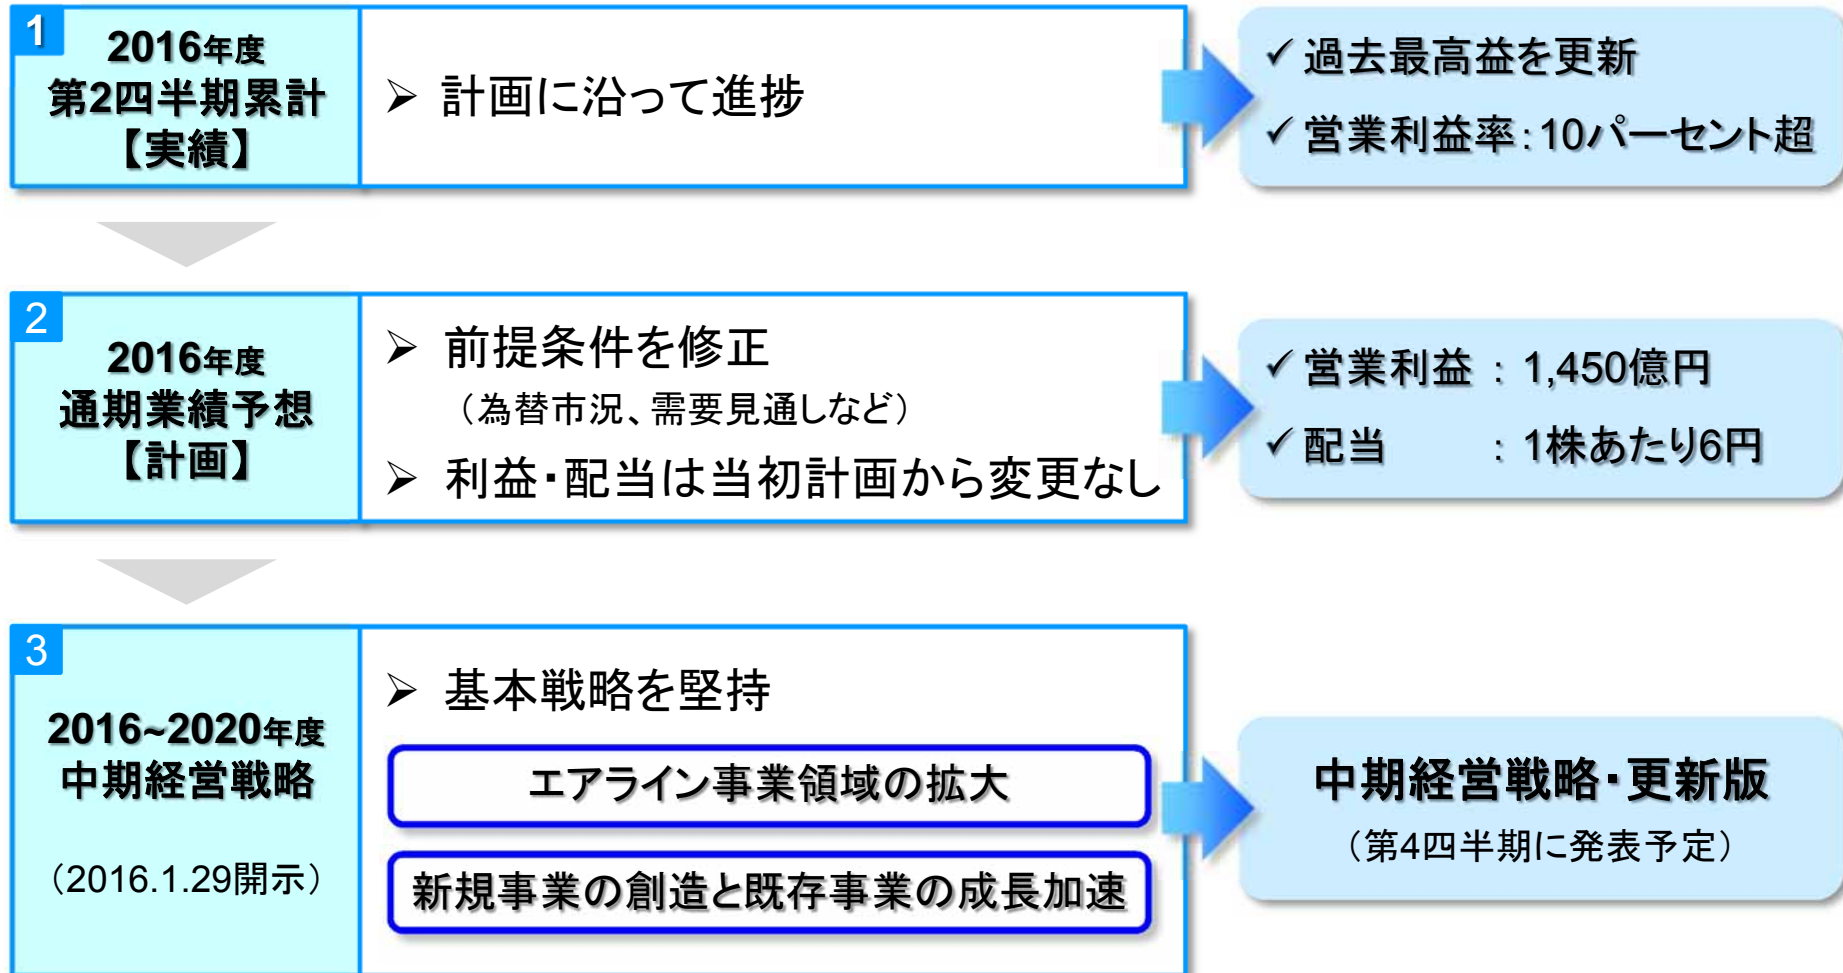 1
2016年度
第2四半期累計
【実績】
➢ 計画に沿って進捗
✓ 過去最高益を更新
✓ 営業利益率：10パーセント超
2
2016年度
通期業績予想
【計画】
➢ 前提条件を修正
（為替市況、需要見通しなど）
➢ 利益・配当は当初計画から変更なし
✓ 営業利益 ： 1,450億円
✓ 配当 ： 1株あたり6円
3
2016~2020年度
中期経営戦略
（2016.1.29開示）
➢ 基本戦略を堅持
エアライン事業領域の拡大
新規事業の創造と既存事業の成長加速
中期経営戦略・更新版
（第4四半期に発表予定）